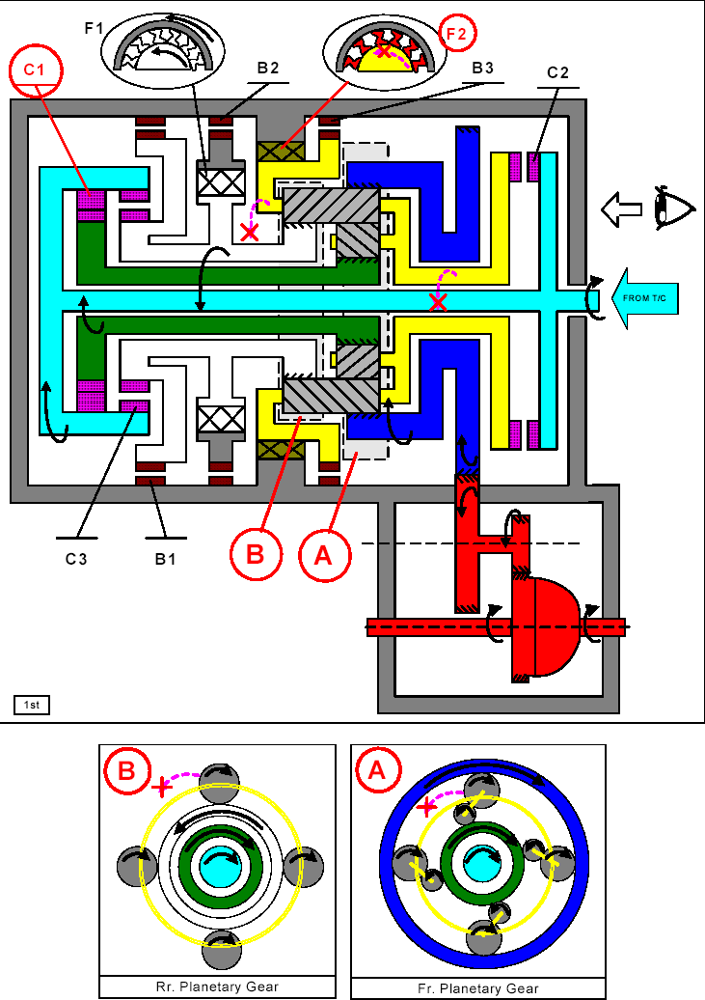 F1
F2
C1
B2
B3
C2
FROM T/C
C3
B1
B
A
1st
B
A
Rr. Planetary Gear
Fr. Planetary Gear